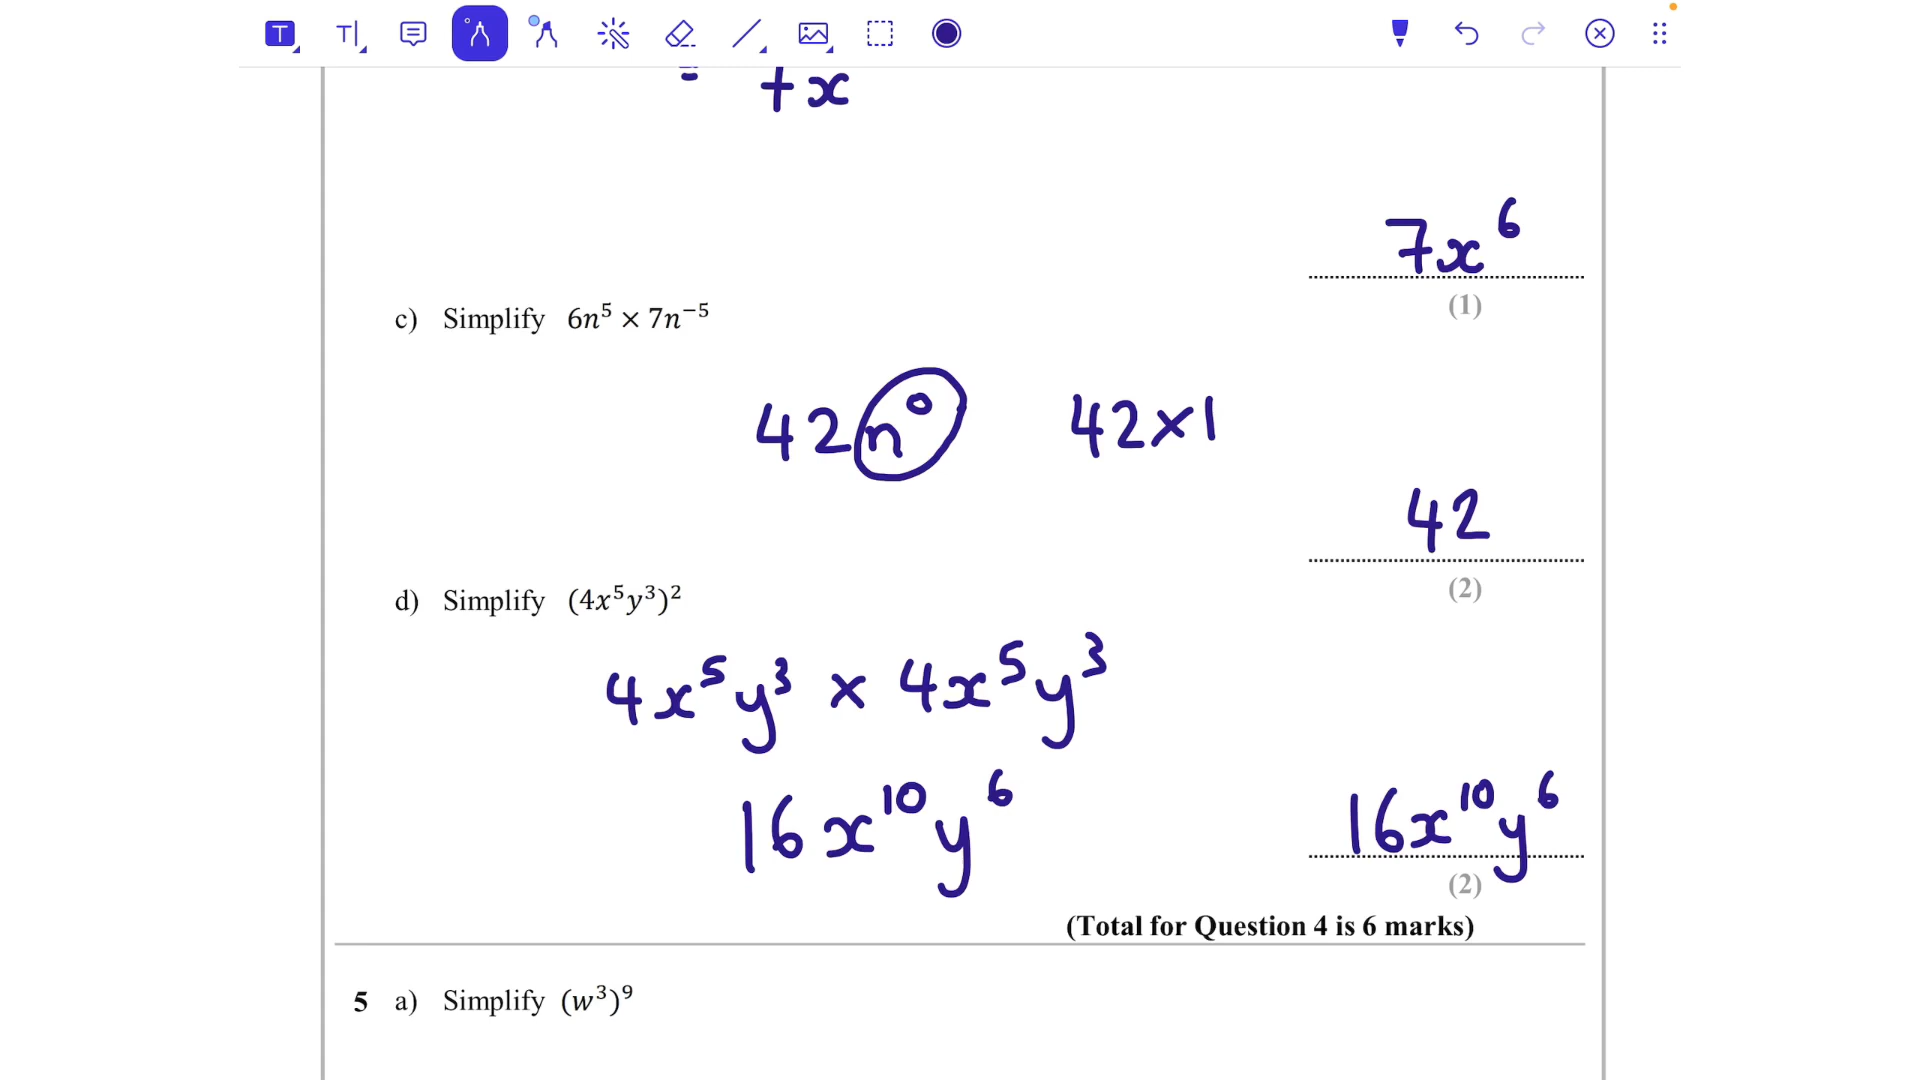 T T|
= 7x
7x⁶
(1)
c) Simplify 6n⁵ × 7n⁻⁵
42n⁰ 42×1
42
(2)
d) Simplify (4x⁵y³)²
4x⁵y³ × 4x⁵y³
16x¹⁰y⁶ 16x¹⁰y⁶
(2)
(Total for Question 4 is 6 marks)
5 a) Simplify (w³)⁹